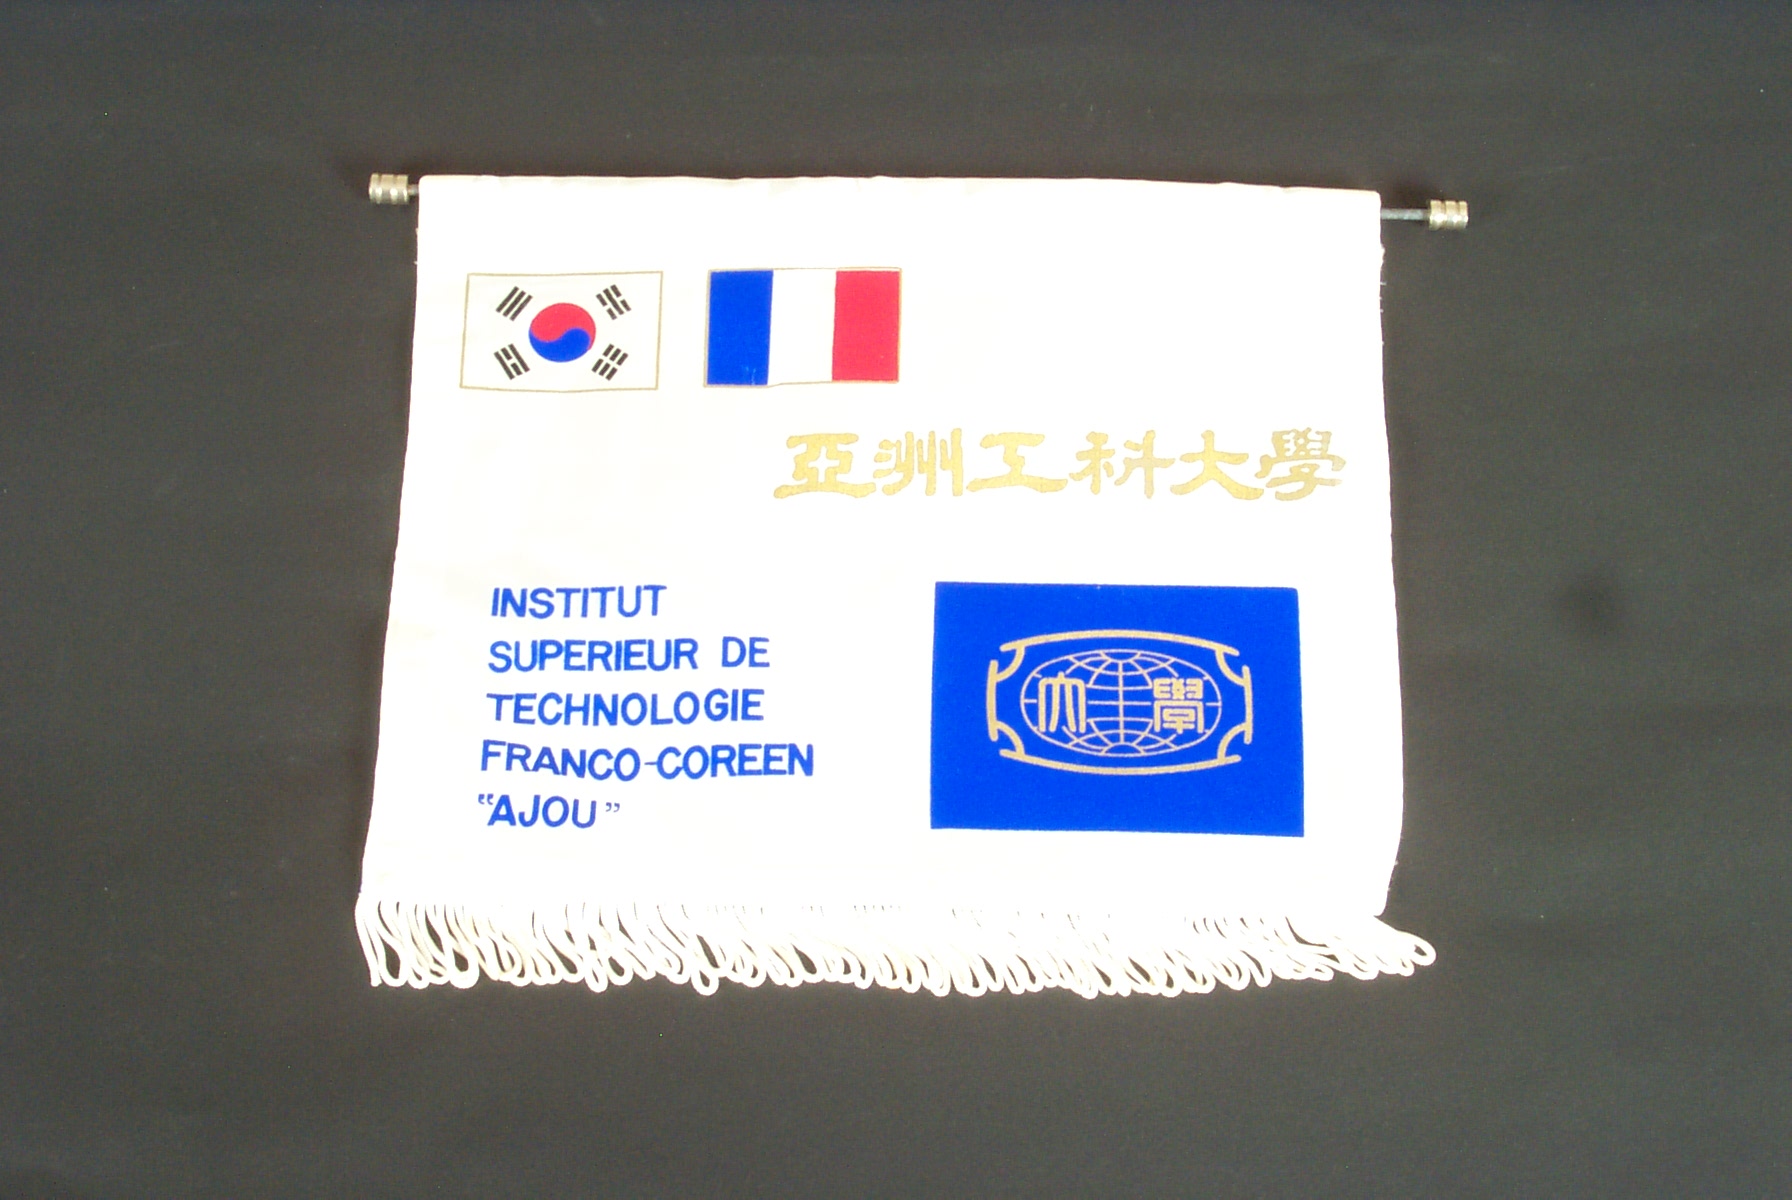 亞洲工科大學
INSTITUT
SUPERIEUR DE
TECHNOLOGIE
FRANCO-COREEN
"AJOU"
大學